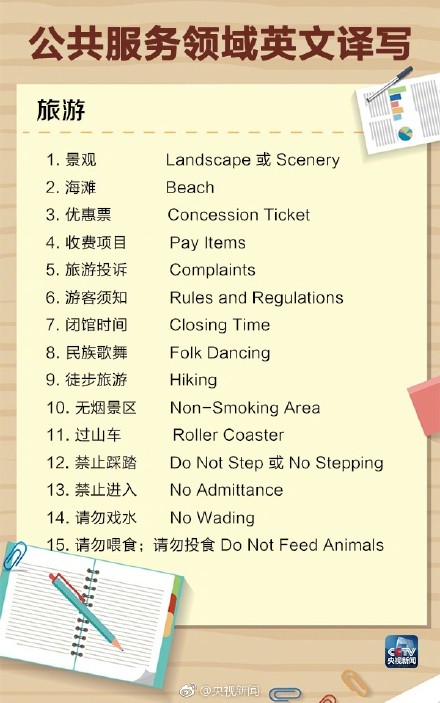 公共服务领域英文译写
旅游
1. 景观 Landscape 或 Scenery
2. 海滩 Beach
3. 优惠票 Concession Ticket
4. 收费项目 Pay Items
5. 旅游投诉 Complaints
6. 游客须知 Rules and Regulations
7. 闭馆时间 Closing Time
8. 民族歌舞 Folk Dancing
9. 徒步旅游 Hiking
10. 无烟景区 Non-Smoking Area
11. 过山车 Roller Coaster
12. 禁止踩踏 Do Not Step 或 No Stepping
13. 禁止进入 No Admittance
14. 请勿戏水 No Wading
15. 请勿喂食；请勿投食 Do Not Feed Animals
CCTV
央视新闻
@央视新闻